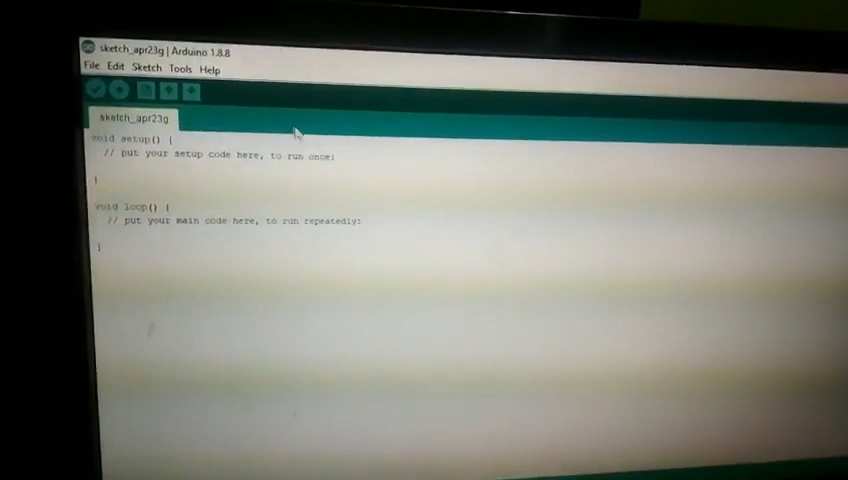 sketch_apr23g | Arduino 1.8.8
File Edit Sketch Tools Help
sketch_apr23g
void setup() {
// put your setup code here, to run once:
}
void loop() {
// put your main code here, to run repeatedly:
}